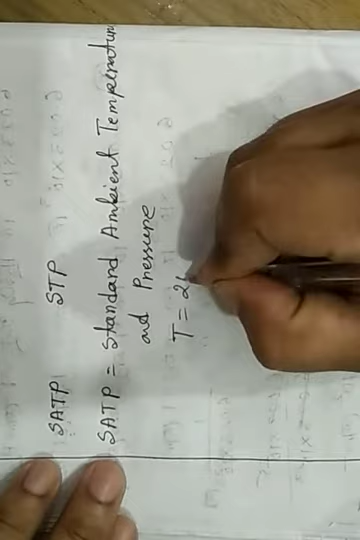 SATP STP
SATP = Standard Ambient Temperature
and Pressure
T = 2